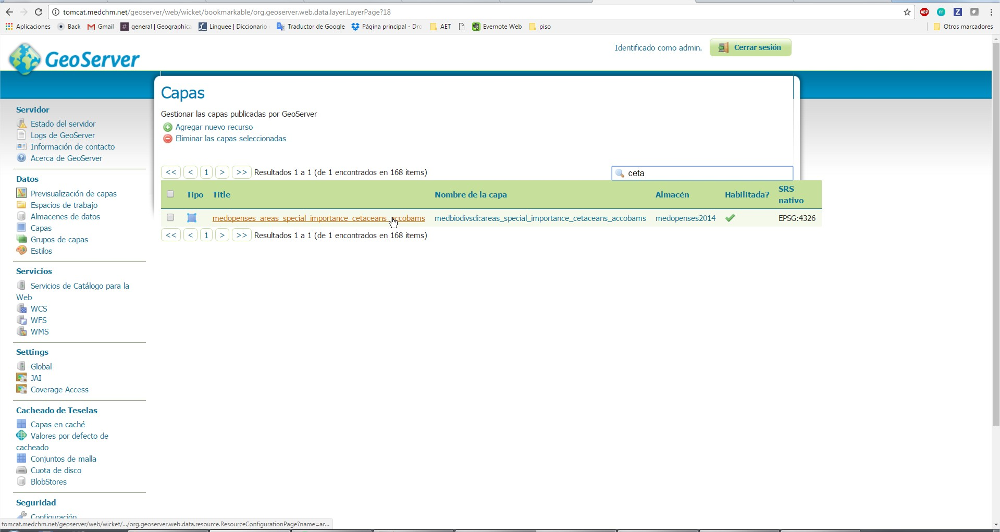 tomcat.medchm.net/geoserver/web/wicket/bookmarkable/org.geoserver.web.data.layer.LayerPage?18
ABP
m
Z
Aplicaciones
Back
Gmail
# general | Geographica
Linguee | Diccionario
Traductor de Google
Página principal - Dro
AET
Evernote Web
piso
Otros marcadores
GeoServer
Identificado como admin.
Cerrar sesión
Servidor
Estado del servidor
Logs de GeoServer
Información de contacto
Acerca de GeoServer
Datos
Previsualización de capas
Espacios de trabajo
Almacenes de datos
Capas
Grupos de capas
Estilos
Servicios
Servicios de Catálogo para la
Web
WCS
WFS
WMS
Settings
Global
JAI
Coverage Access
Cacheado de Teselas
Capas en caché
Valores por defecto de
cacheado
Conjuntos de malla
Cuota de disco
BlobStores
Seguridad
Configuración
Capas
Gestionar las capas publicadas por GeoServer
Agregar nuevo recurso
Eliminar las capas seleccionadas
<< < 1 > >> Resultados 1 a 1 (de 1 encontrados en 168 items)
ceta
Tipo Title Nombre de la capa Almacén Habilitada? SRS nativo
medopenses_areas_special_importance_cetaceans_accobams medbiodivsdi:areas_special_importance_cetaceans_accobams medopenses2014 EPSG:4326
<< < 1 > >> Resultados 1 a 1 (de 1 encontrados en 168 items)
tomcat.medchm.net/geoserver/web/wicket/.../org.geoserver.web.data.resource.ResourceConfigurationPage?name=ar...